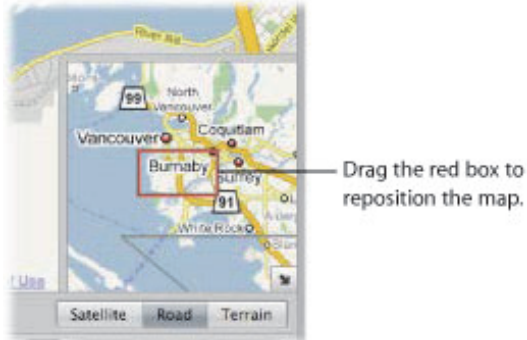 River Rd
99
North
Vancouver
Vancouver
Coquitlam
Burnaby
Surrey
91
White Rock
Drag the red box to
reposition the map.
Use
Satellite Road Terrain